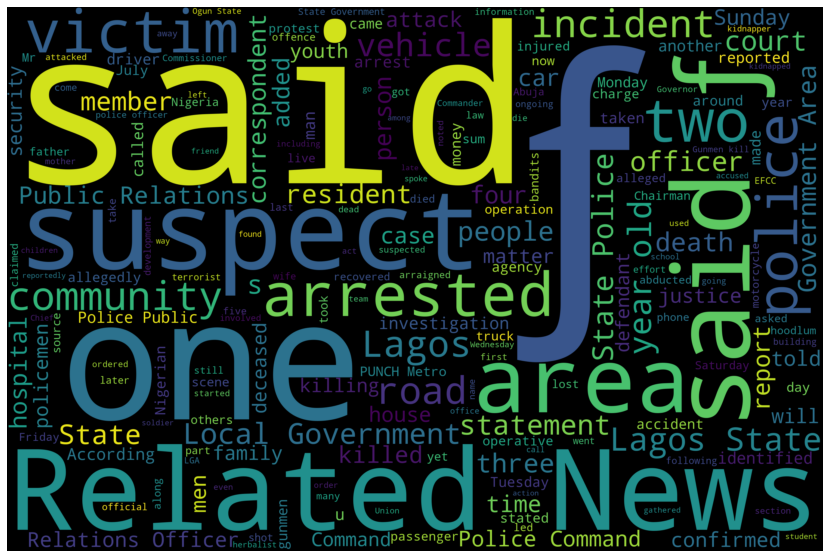 Ogun State
State Government
information
kidnapper
victim
said
f
incident
away
protest
came
attack
Sunday
court
driver
offence
Commissioner
youth
vehicle
injured
another
kidnapped
Mr
attacked
July
correspondent
arrest
now
car
reported
security
member
Nigeria
added
person
go
got
Commander
Abuja
Monday
charge
Governor
two
police
come
left
man
law
ongoing
around
year
father
called
police officer
including
live
money
sum
among
die
taken
officer
made
mother
friend
late
spoke
noted
bandits
alleged
Gunmen kill
Chairman
accused
EFCC
Public Relations
resident
four
operation
State Police
death
used
Government Area
suspect
last
dead
died
case
people
old
school
children
take
way
found
act
suspected
matter
effort
going
motorcycle
claimed
development
s
arrested
agency
abducted
justice
reportedly
allegedly
terrorist
wife
recovered
arraigned
defendant
phone
asked
hoodlum
community
five
took
team
year
said
building
Chief
Police Public
involved
investigation
truck
Wednesday
Saturday
hospital
source
one
ordered
later
still
started
deceased
Lagos
PUNCH Metro
first
area
lost
report
told
policemen
Nigerian
scene
killing
road
name
day
soldier
others
house
office
statement
accident
will
State
According
Local Government
operative
went
Lagos State
Friday
LGA
part
family
killed
yet
three
call
identified
Related News
men
even
gunmen
many
order
time
Tuesday
following
along
official
u
Union
stated
action
led
gathered
section
Relations Officer
shot
herbalist
Command
passenger
Police Command
confirmed
student